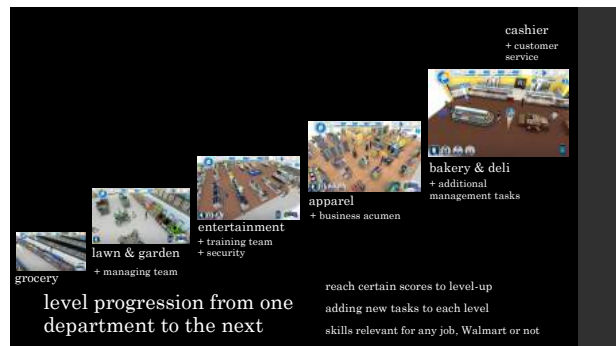 cashier
+ customer
service
bakery & deli
+ additional
management tasks
apparel
+ business acumen
entertainment
+ training team
+ security
lawn & garden
+ managing team
grocery
level progression from one
department to the next
reach certain scores to level-up
adding new tasks to each level
skills relevant for any job, Walmart or not